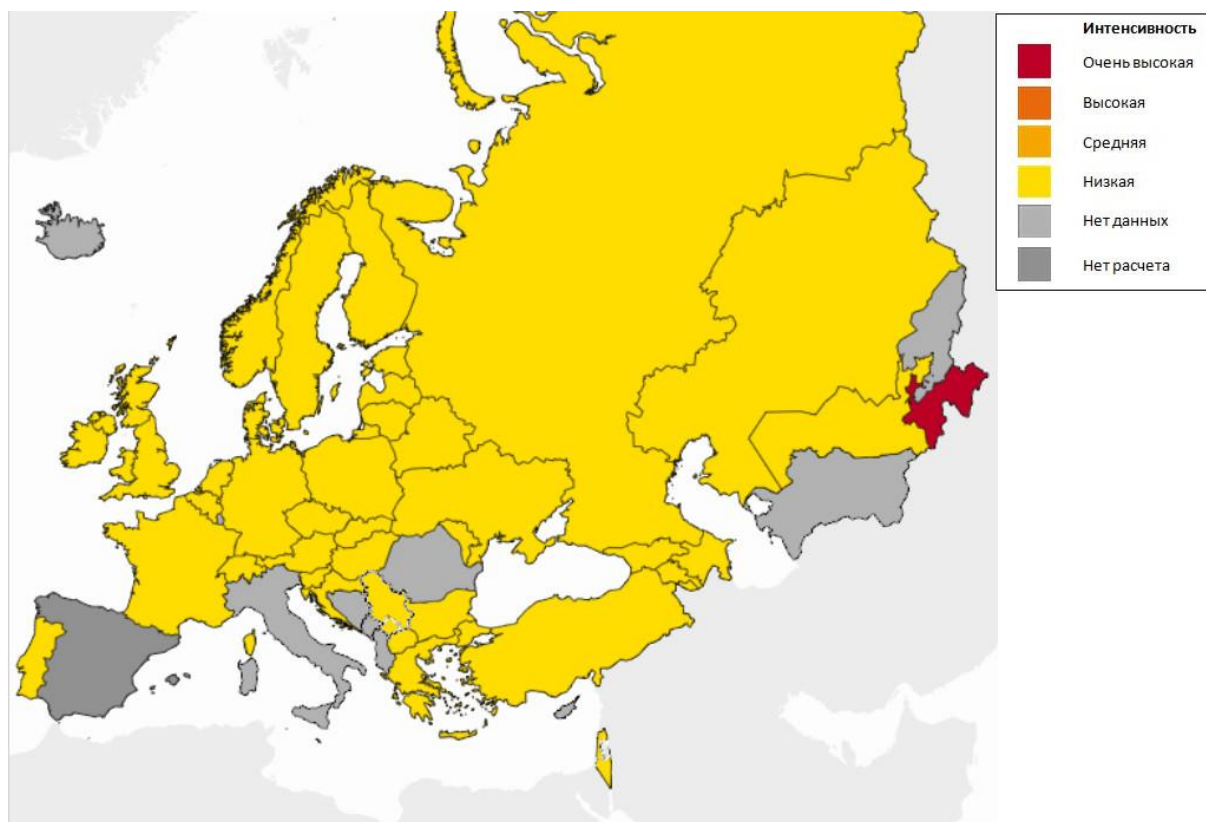 Интенсивность
Очень высокая
Высокая
Средняя
Низкая
Нет данных
Нет расчета